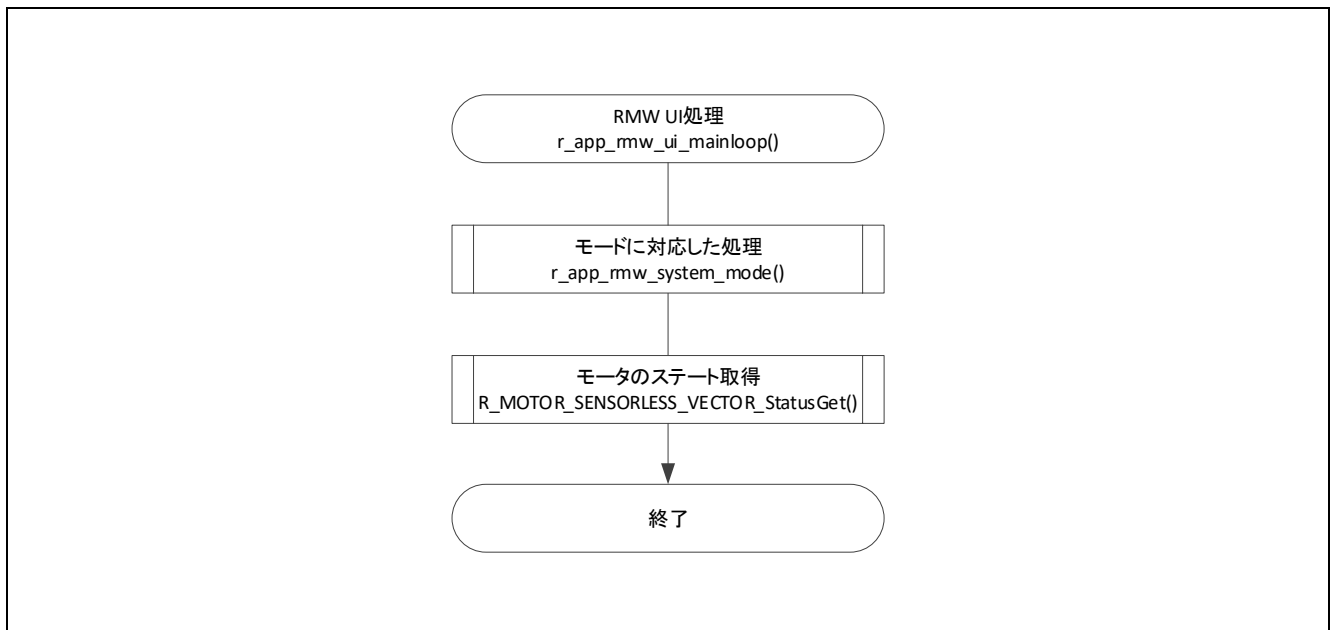 RMW UI処理
r_app_rmw_ui_mainloop()
モードに対応した処理
r_app_rmw_system_mode()
モータのステート取得
R_MOTOR_SENSORLESS_VECTOR_StatusGet()
終了